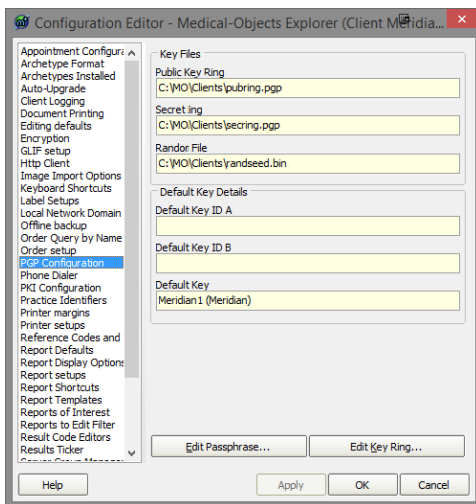 Configuration Editor - Medical-Objects Explorer (Client Meridia...
Appointment Configura
Archetype Format
Archetypes Installed
Auto-Upgrade
Client Logging
Document Printing
Editing defaults
Encryption
GLIF setup
Http Client
Image Import Options
Keyboard Shortcuts
Label Setups
Local Network Domain
Offline backup
Order Query by Name
Order setup
PGP Configuration
Phone Dialer
PKI Configuration
Practice Identifiers
Printer margins
Printer setups
Reference Codes and
Report Defaults
Report Display Options
Report setups
Report Shortcuts
Report Templates
Reports of Interest
Reports to Edit Filter
Result Code Editors
Results Ticker
Key Files
Public Key Ring
C:\MO\Clients\pubring.pgp
Secret ing
C:\MO\Clients\secring.pgp
Randor File
C:\MO\Clients\randseed.bin
Default Key Details
Default Key ID A
Default Key ID B
Default Key
Meridian1 (Meridian)
Edit Passphrase...
Edit Key Ring...
Help
Apply
OK
Cancel